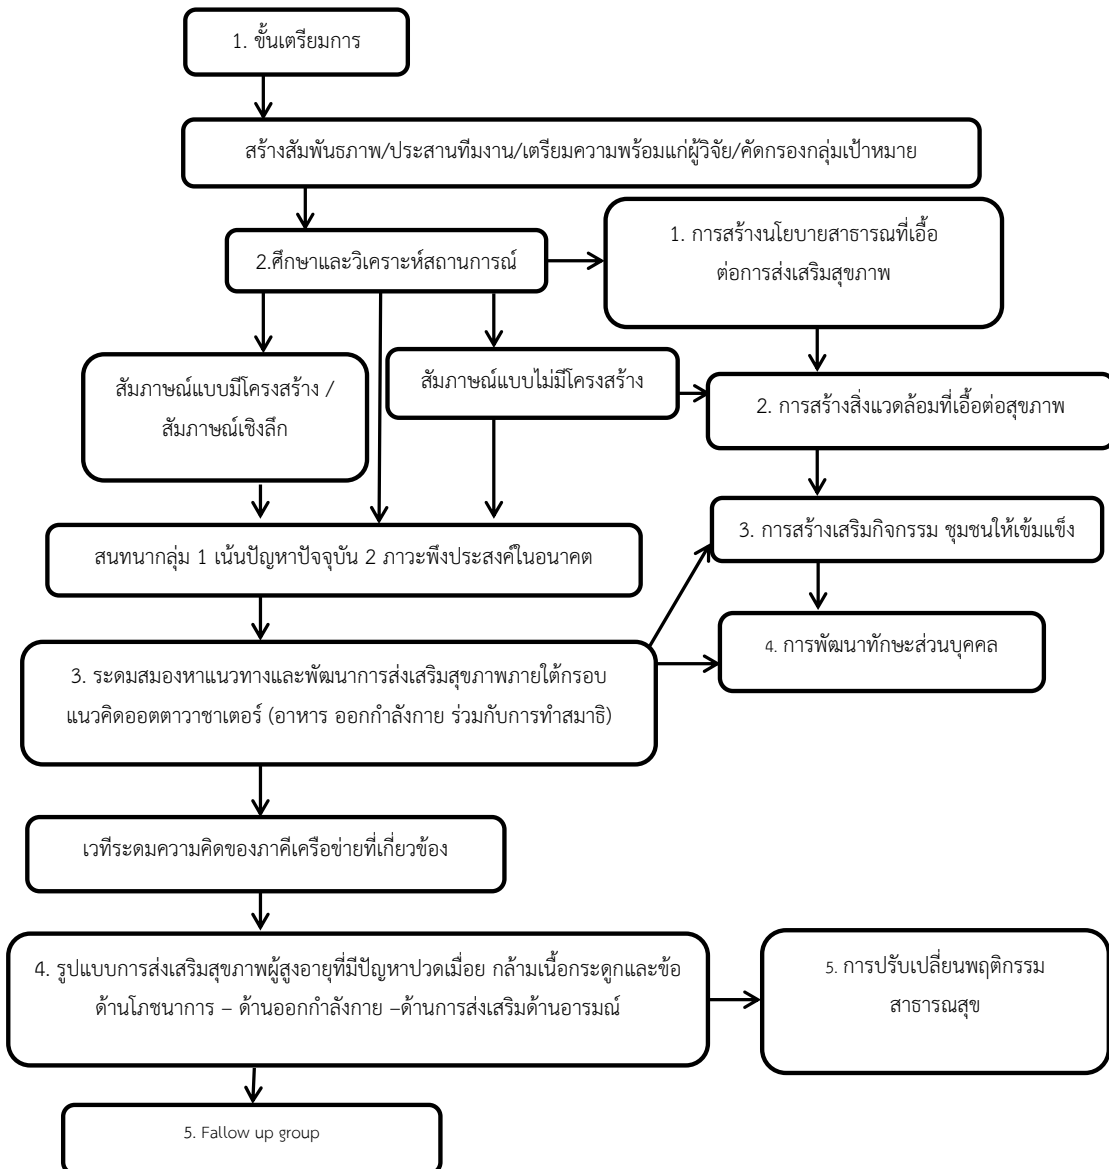 1. ขั้นเตรียมการ
สร้างสัมพันธภาพ/ประสานทีมงาน/เตรียมความพร้อมแก่ผู้วิจัย/คัดกรองกลุ่มเป้าหมาย
2.ศึกษาและวิเคราะห์สถานการณ์
1. การสร้างนโยบายสาธารณที่เอื้อ
ต่อการส่งเสริมสุขภาพ
สัมภาษณ์แบบมีโครงสร้าง /
สัมภาษณ์เชิงลึก
สัมภาษณ์แบบไม่มีโครงสร้าง
2. การสร้างสิ่งแวดล้อมที่เอื้อต่อสุขภาพ
สนทนากลุ่ม 1 เน้นปัญหาปัจจุบัน 2 ภาวะพึงประสงค์ในอนาคต
3. การสร้างเสริมกิจกรรม ชุมชนให้เข้มแข็ง
4. การพัฒนาทักษะส่วนบุคคล
3. ระดมสมองหาแนวทางและพัฒนาการส่งเสริมสุขภาพภายใต้กรอบ
แนวคิดออตตาวาชาเตอร์ (อาหาร ออกกำลังกาย ร่วมกับการทำสมาธิ)
เวทีระดมความคิดของภาคีเครือข่ายที่เกี่ยวข้อง
4. รูปแบบการส่งเสริมสุขภาพผู้สูงอายุที่มีปัญหาปวดเมื่อย กล้ามเนื้อกระดูกและข้อ
ด้านโภชนาการ – ด้านออกกำลังกาย –ด้านการส่งเสริมด้านอารมณ์
5. การปรับเปลี่ยนพฤติกรรม
สาธารณสุข
5. Fallow up group